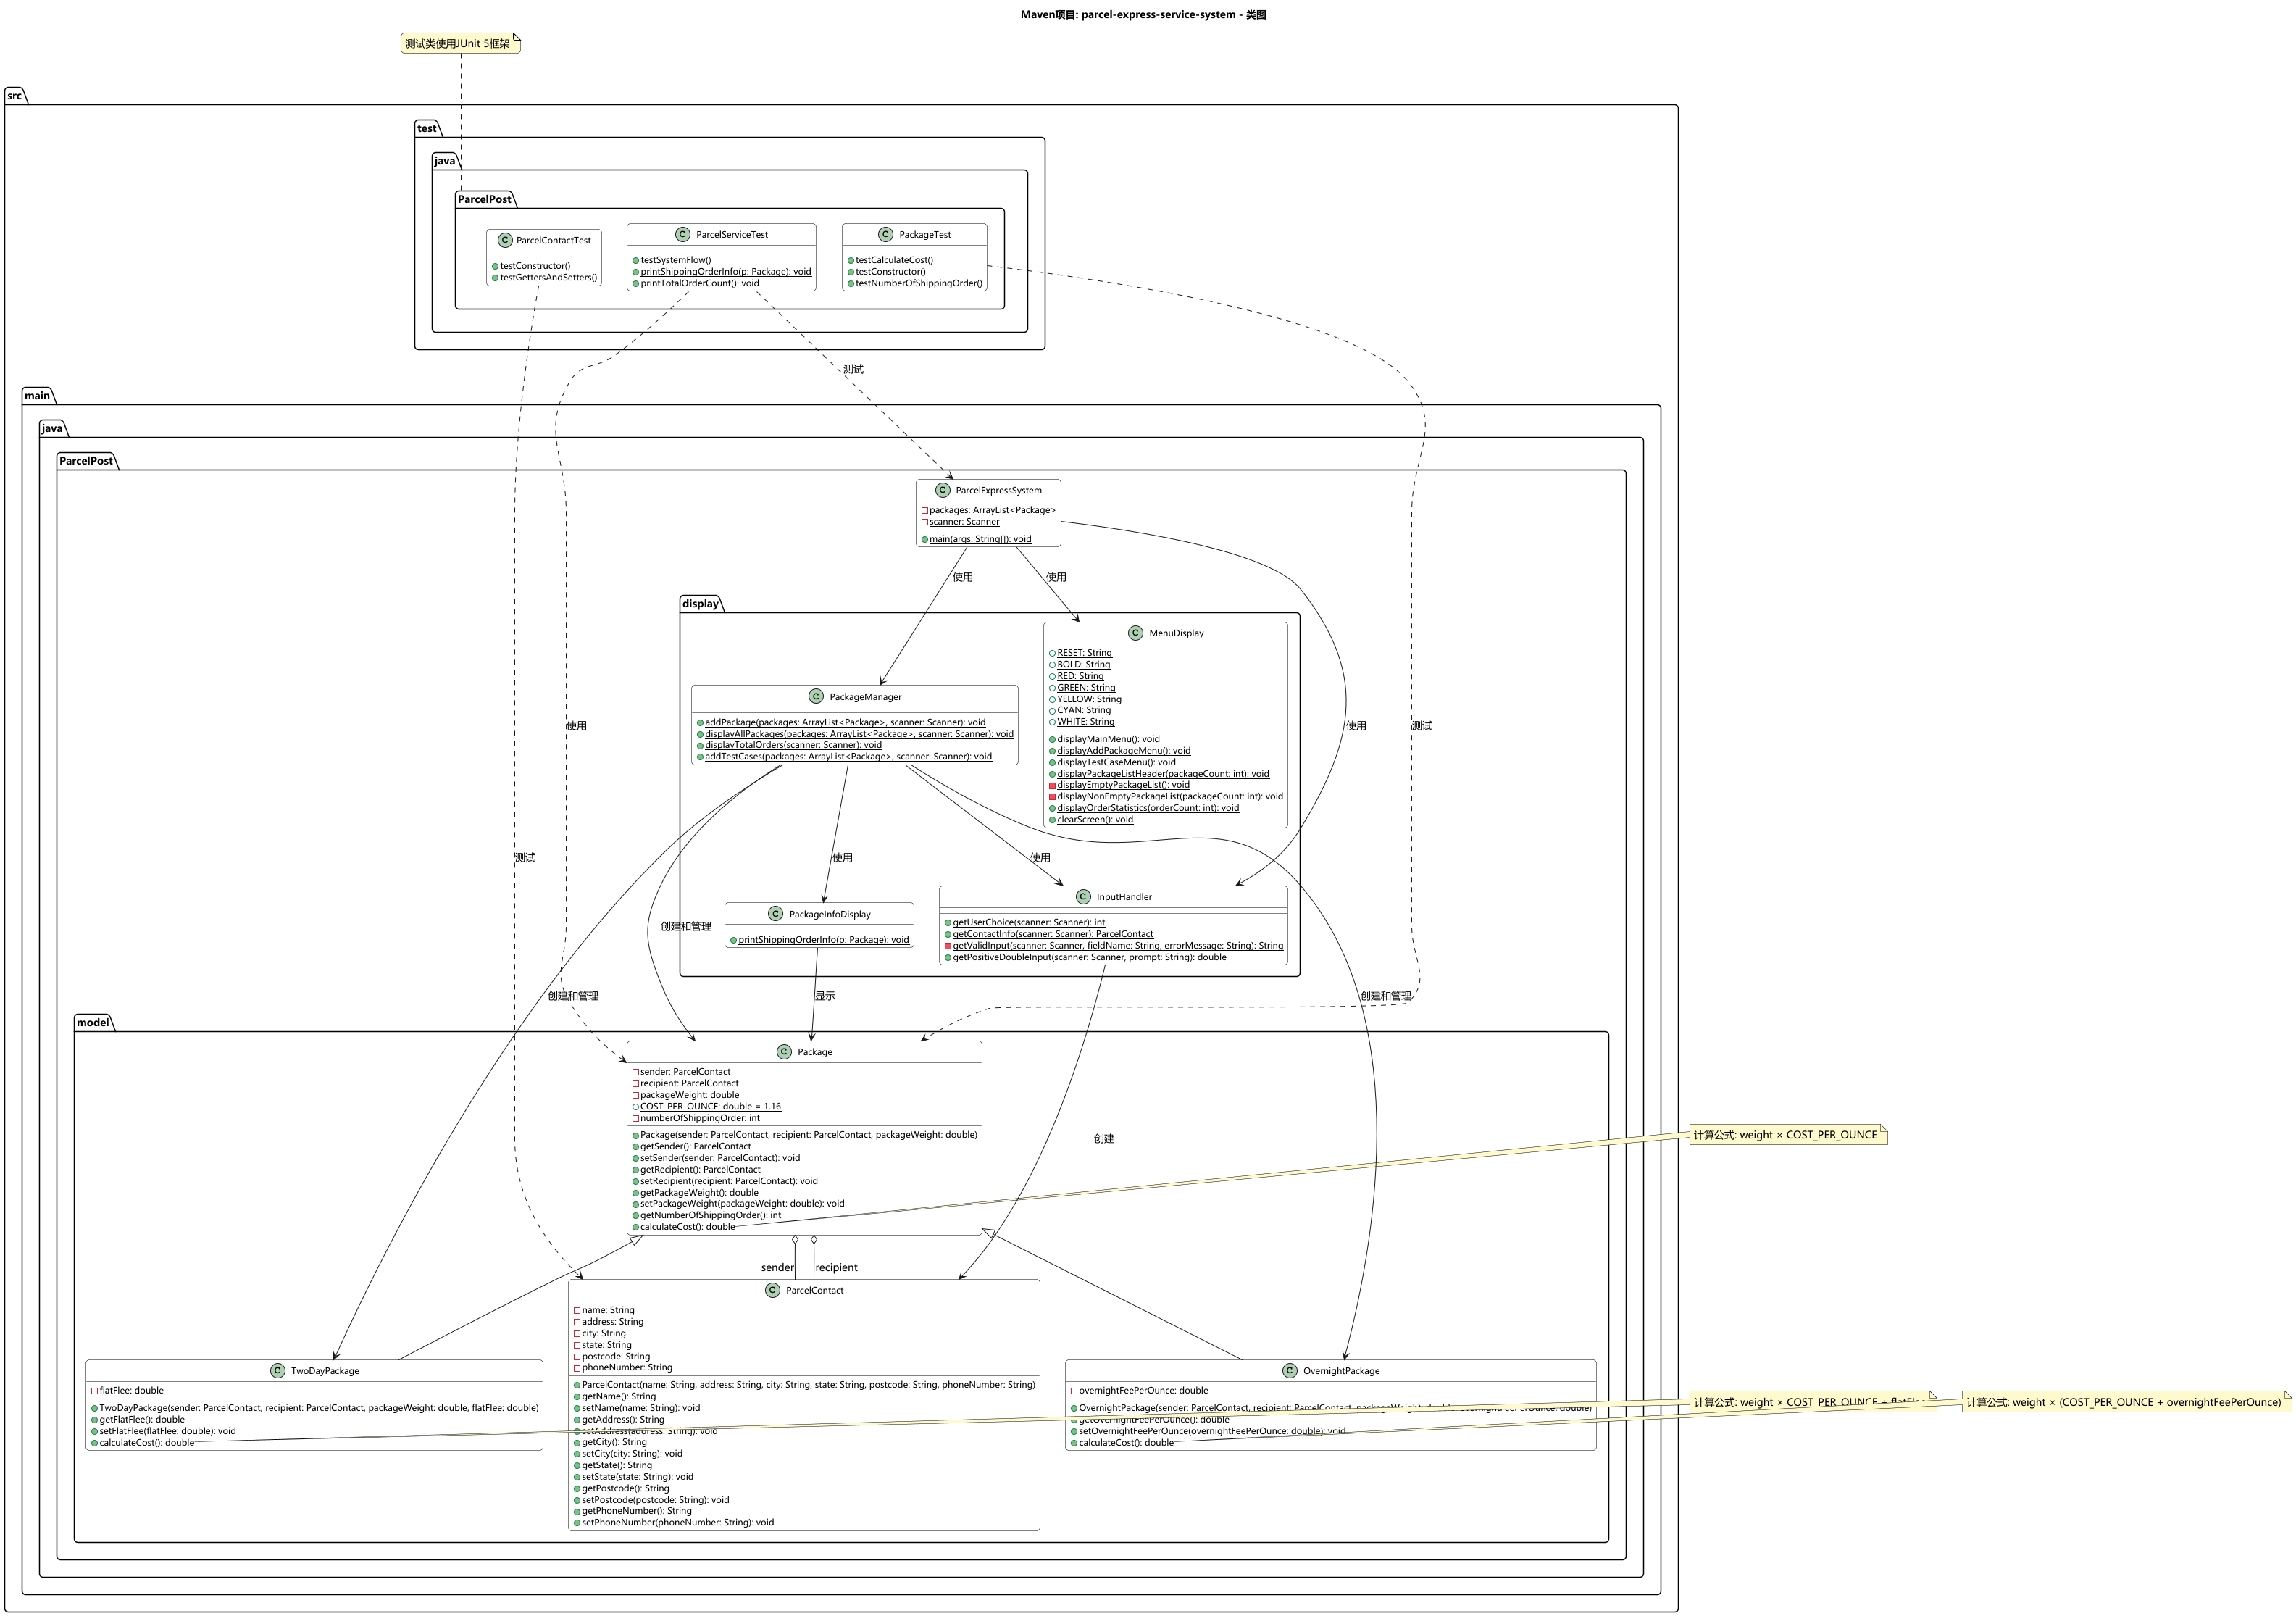 Maven项目: parcel-express-service-system - 类图
测试类使用JUnit 5框架
src
test
java
ParcelPost
ParcelContactTest
testConstructor()
testGettersAndSetters()
ParcelServiceTest
testSystemFlow()
printShippingOrderInfo(p: Package): void
printTotalOrderCount(): void
PackageTest
testCalculateCost()
testConstructor()
testNumberOfShippingOrder()
测试
main
java
ParcelPost
ParcelExpressSystem
packages: ArrayList<Package>
scanner: Scanner
main(args: String[]): void
使用
使用
display
MenuDisplay
RESET: String
BOLD: String
RED: String
GREEN: String
YELLOW: String
CYAN: String
WHITE: String
displayMainMenu(): void
displayAddPackageMenu(): void
displayTestCaseMenu(): void
displayPackageListHeader(packageCount: int): void
displayEmptyPackageList(): void
displayNonEmptyPackageList(packageCount: int): void
displayOrderStatistics(orderCount: int): void
clearScreen(): void
PackageManager
addPackage(packages: ArrayList<Package>, scanner: Scanner): void
displayAllPackages(packages: ArrayList<Package>, scanner: Scanner): void
displayTotalOrders(scanner: Scanner): void
addTestCases(packages: ArrayList<Package>, scanner: Scanner): void
使用
使用
测试
测试
使用
使用
PackageInfoDisplay
printShippingOrderInfo(p: Package): void
InputHandler
getUserChoice(scanner: Scanner): int
getContactInfo(scanner: Scanner): ParcelContact
getValidInput(scanner: Scanner, fieldName: String, errorMessage: String): String
getPositiveDoubleInput(scanner: Scanner, prompt: String): double
创建和管理
创建和管理
显示
创建和管理
model
Package
sender: ParcelContact
recipient: ParcelContact
packageWeight: double
COST_PER_OUNCE: double = 1.16
numberOfShippingOrder: int
Package(sender: ParcelContact, recipient: ParcelContact, packageWeight: double)
getSender(): ParcelContact
setSender(sender: ParcelContact): void
getRecipient(): ParcelContact
setRecipient(recipient: ParcelContact): void
getPackageWeight(): double
setPackageWeight(packageWeight: double): void
getNumberOfShippingOrder(): int
calculateCost(): double
创建
计算公式: weight × COST_PER_OUNCE
sender
recipient
TwoDayPackage
flatFlee: double
TwoDayPackage(sender: ParcelContact, recipient: ParcelContact, packageWeight: double, flatFlee: double)
getFlatFlee(): double
setFlatFlee(flatFlee: double): void
calculateCost(): double
ParcelContact
name: String
address: String
city: String
state: String
postcode: String
phoneNumber: String
ParcelContact(name: String, address: String, city: String, state: String, postcode: String, phoneNumber: String)
getName(): String
setName(name: String): void
getAddress(): String
setAddress(address: String): void
getCity(): String
setCity(city: String): void
getState(): String
setState(state: String): void
getPostcode(): String
setPostcode(postcode: String): void
getPhoneNumber(): String
setPhoneNumber(phoneNumber: String): void
OvernightPackage
overnightFeePerOunce: double
OvernightPackage(sender: ParcelContact, recipient: ParcelContact, packageWeight: double, overnightFeePerOunce: double)
getOvernightFeePerOunce(): double
setOvernightFeePerOunce(overnightFeePerOunce: double): void
calculateCost(): double
计算公式: weight × COST_PER_OUNCE + flatFlee
计算公式: weight × (COST_PER_OUNCE + overnightFeePerOunce)